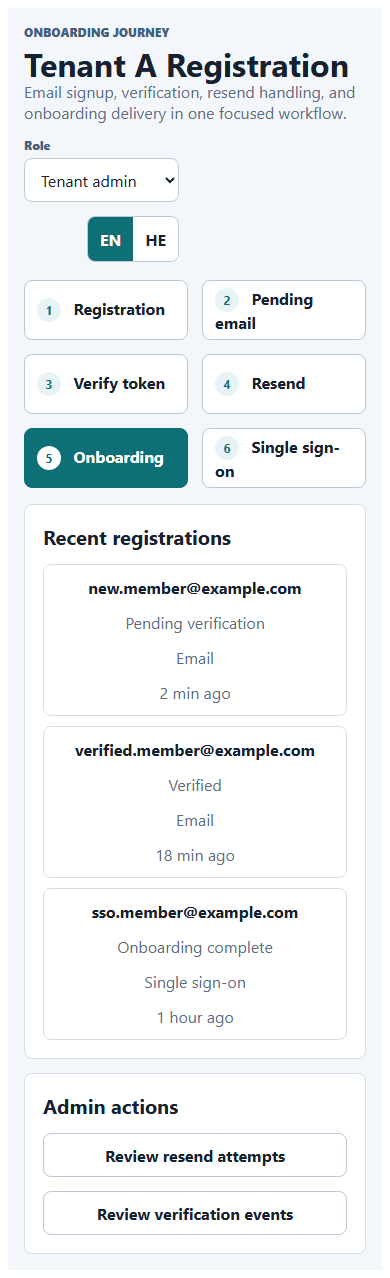 ONBOARDING JOURNEY
Tenant A Registration
Email signup, verification, resend handling, and
onboarding delivery in one focused workflow.
Role
Tenant admin
EN HE
1 Registration
2 Pending
email
3 Verify token
4 Resend
5 Onboarding
6 Single sign-
on
Recent registrations
new.member@example.com
Pending verification
Email
2 min ago
verified.member@example.com
Verified
Email
18 min ago
sso.member@example.com
Onboarding complete
Single sign-on
1 hour ago
Admin actions
Review resend attempts
Review verification events